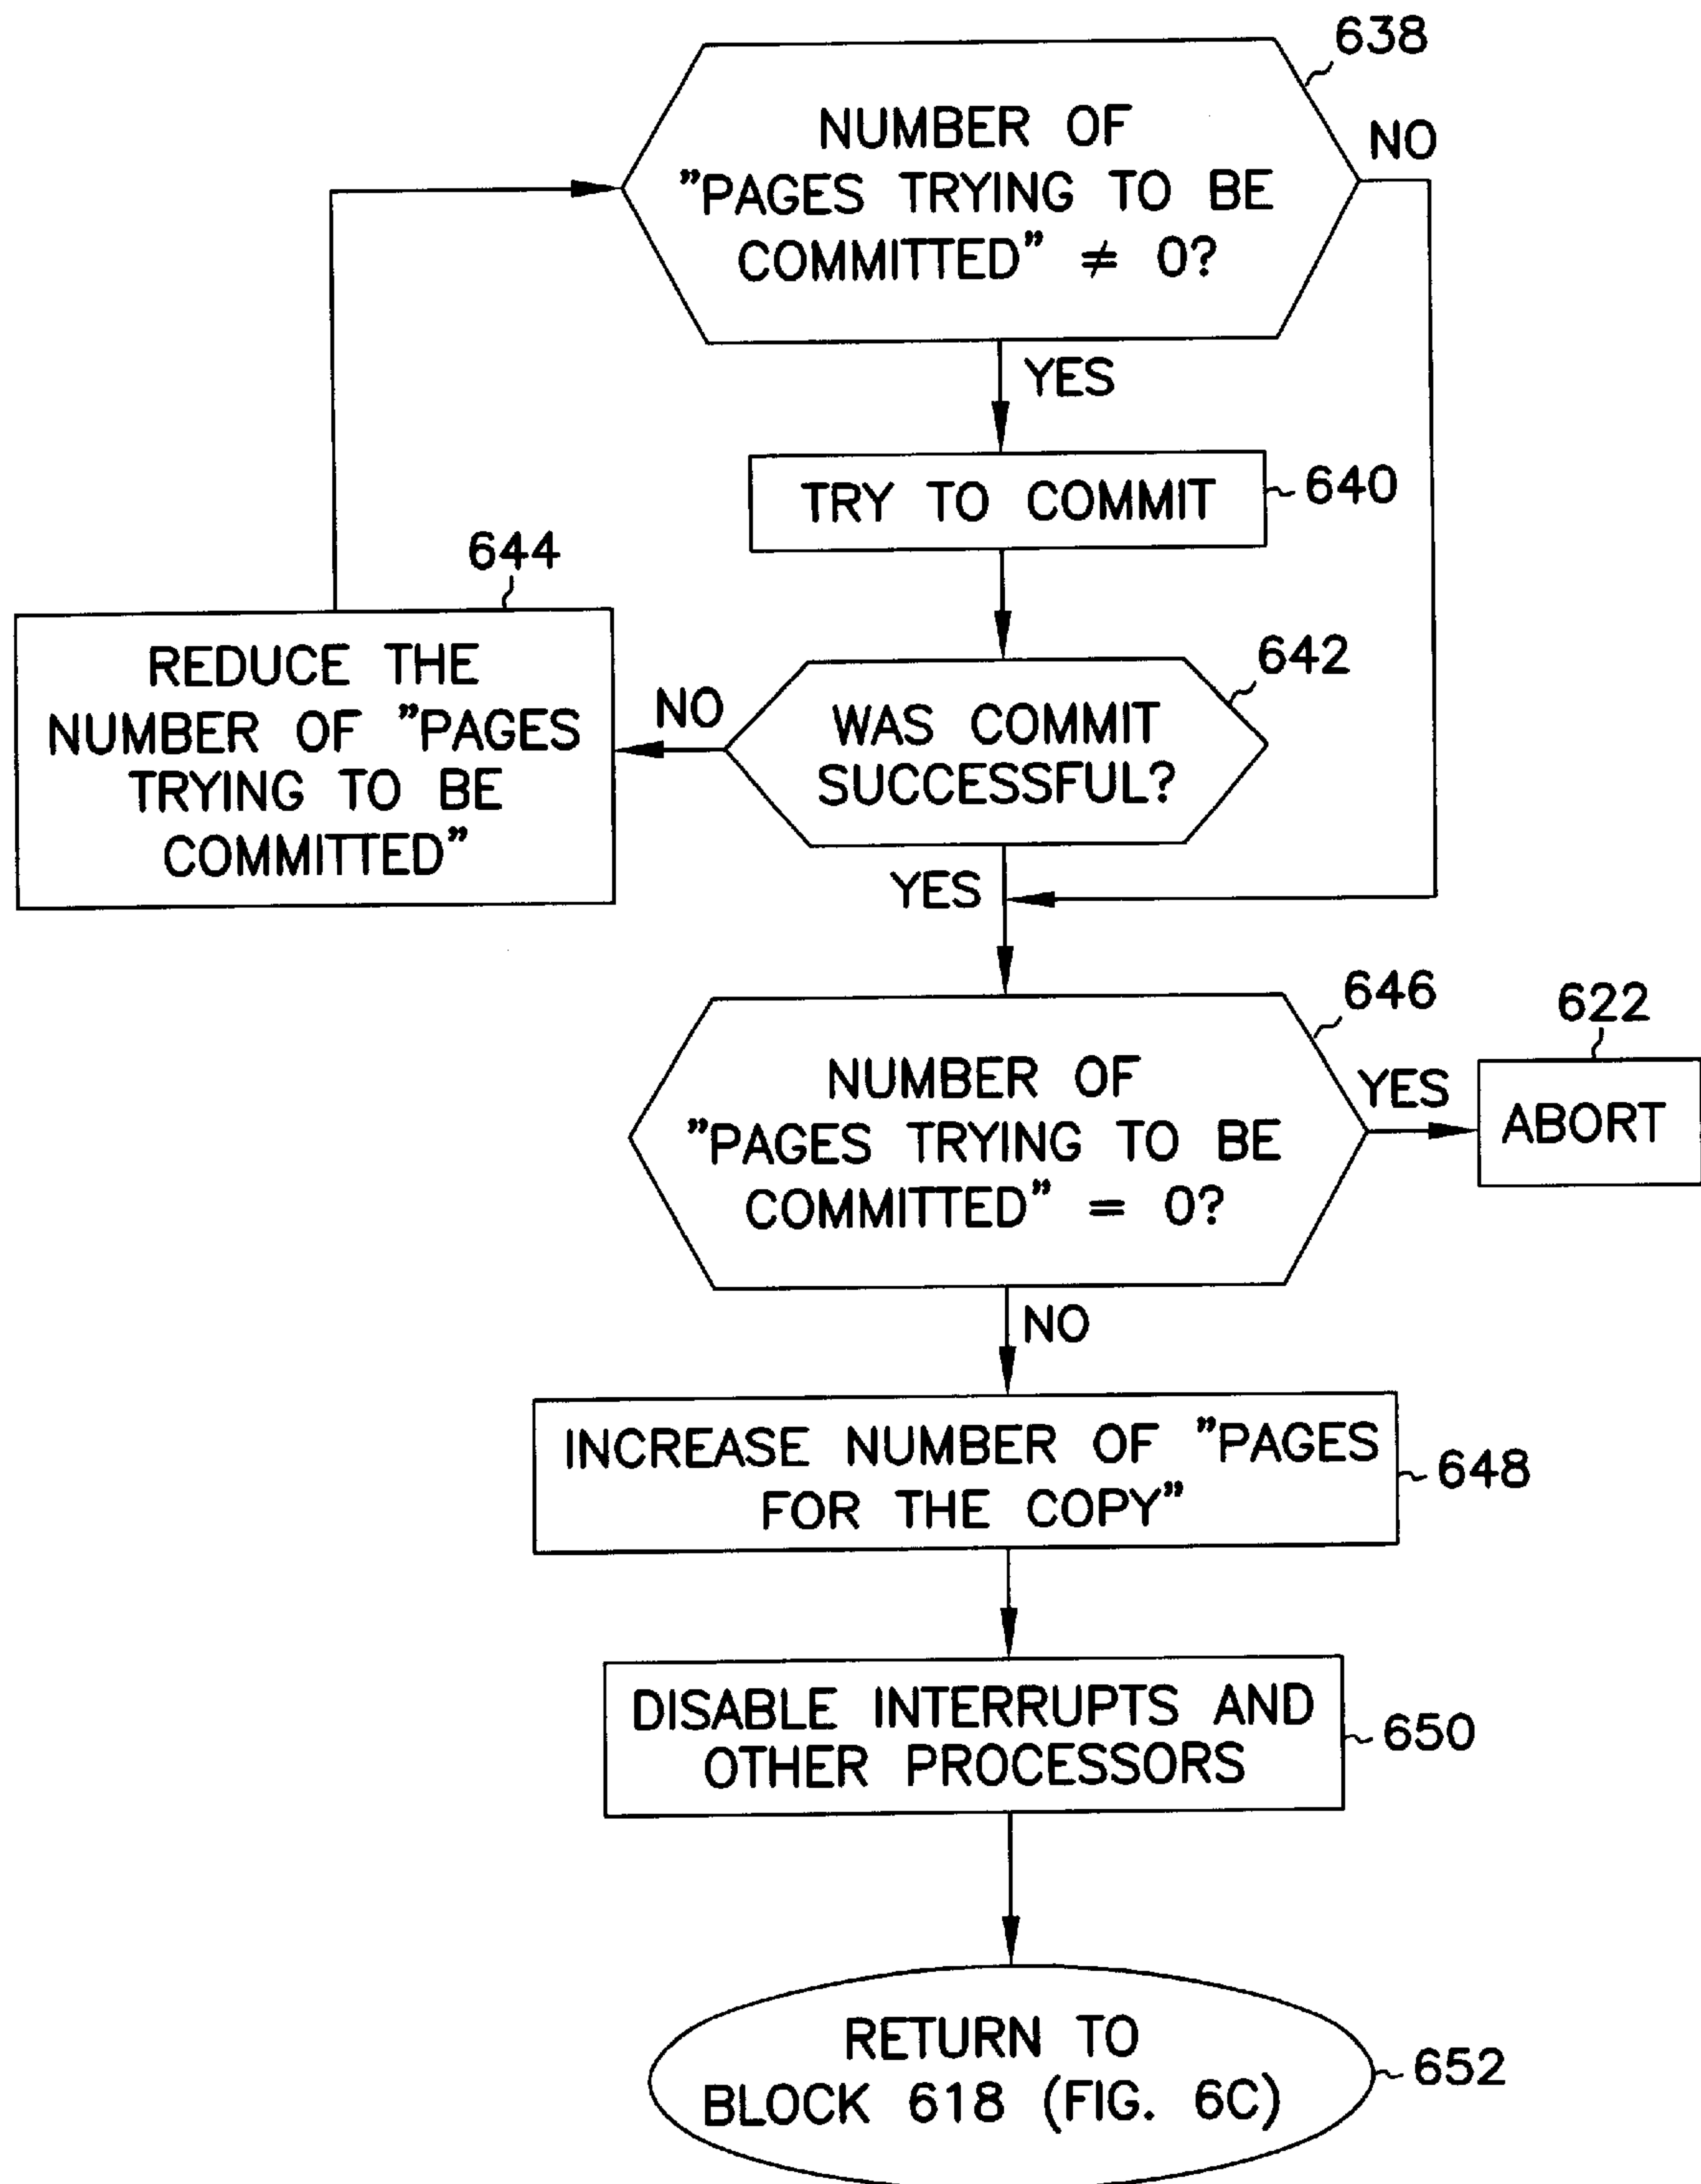 638
NUMBER OF
"PAGES TRYING TO BE
COMMITTED" ≠ 0?
NO
YES
TRY TO COMMIT
640
644
REDUCE THE
NUMBER OF "PAGES
TRYING TO BE
COMMITTED"
NO
642
WAS COMMIT
SUCCESSFUL?
YES
646
NUMBER OF
"PAGES TRYING TO BE
COMMITTED" = 0?
YES
622
ABORT
NO
INCREASE NUMBER OF "PAGES
FOR THE COPY"
648
DISABLE INTERRUPTS AND
OTHER PROCESSORS
650
RETURN TO
BLOCK 618 (FIG. 6C)
652